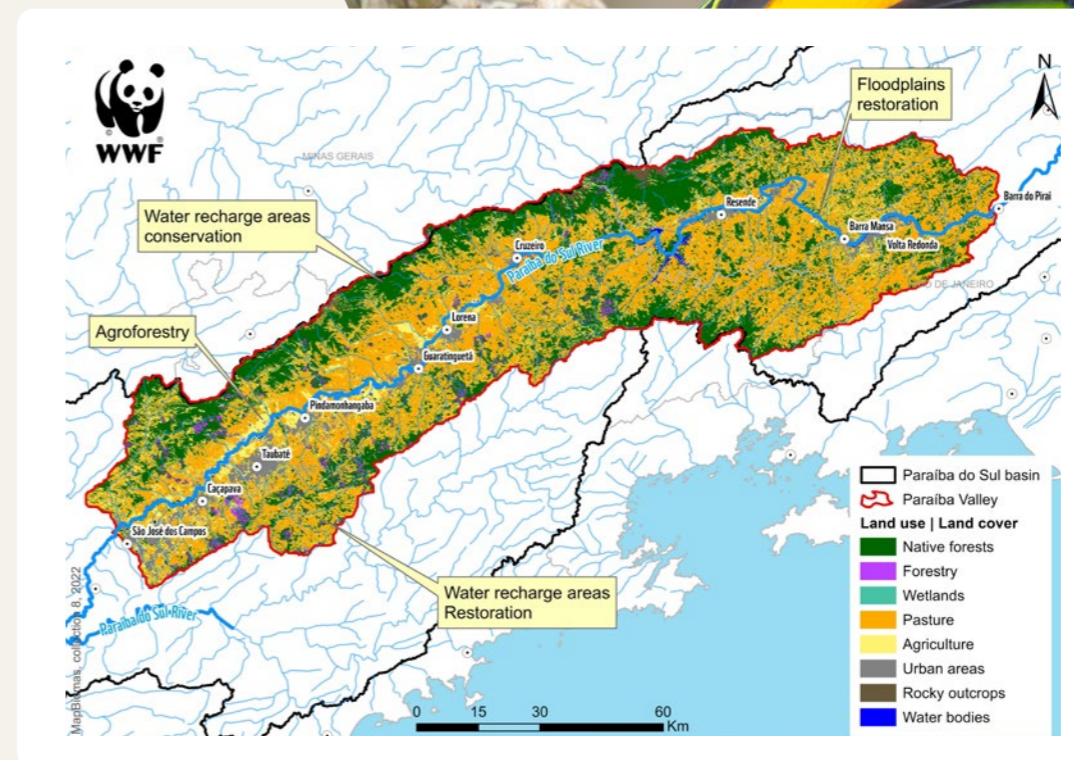 WWF
MINAS GERAIS
Floodplains
restoration
N
Water recharge areas
conservation
Agroforestry
Barra do Piraí
Resende
Barra Mansa
Volta Redonda
Cruzeiro
Paraíba do Sul River
DE JANEIRO
Lorena
Guaratinguetá
Pindamonhangaba
Taubaté
Caçapava
São José dos Campos
Water recharge areas
Restoration
Paraíba do Sul River
MapBiomas, collection 8, 2022
0 15 30 60
Km
Paraíba do Sul basin
Paraíba Valley
Land use | Land cover
Native forests
Forestry
Wetlands
Pasture
Agriculture
Urban areas
Rocky outcrops
Water bodies